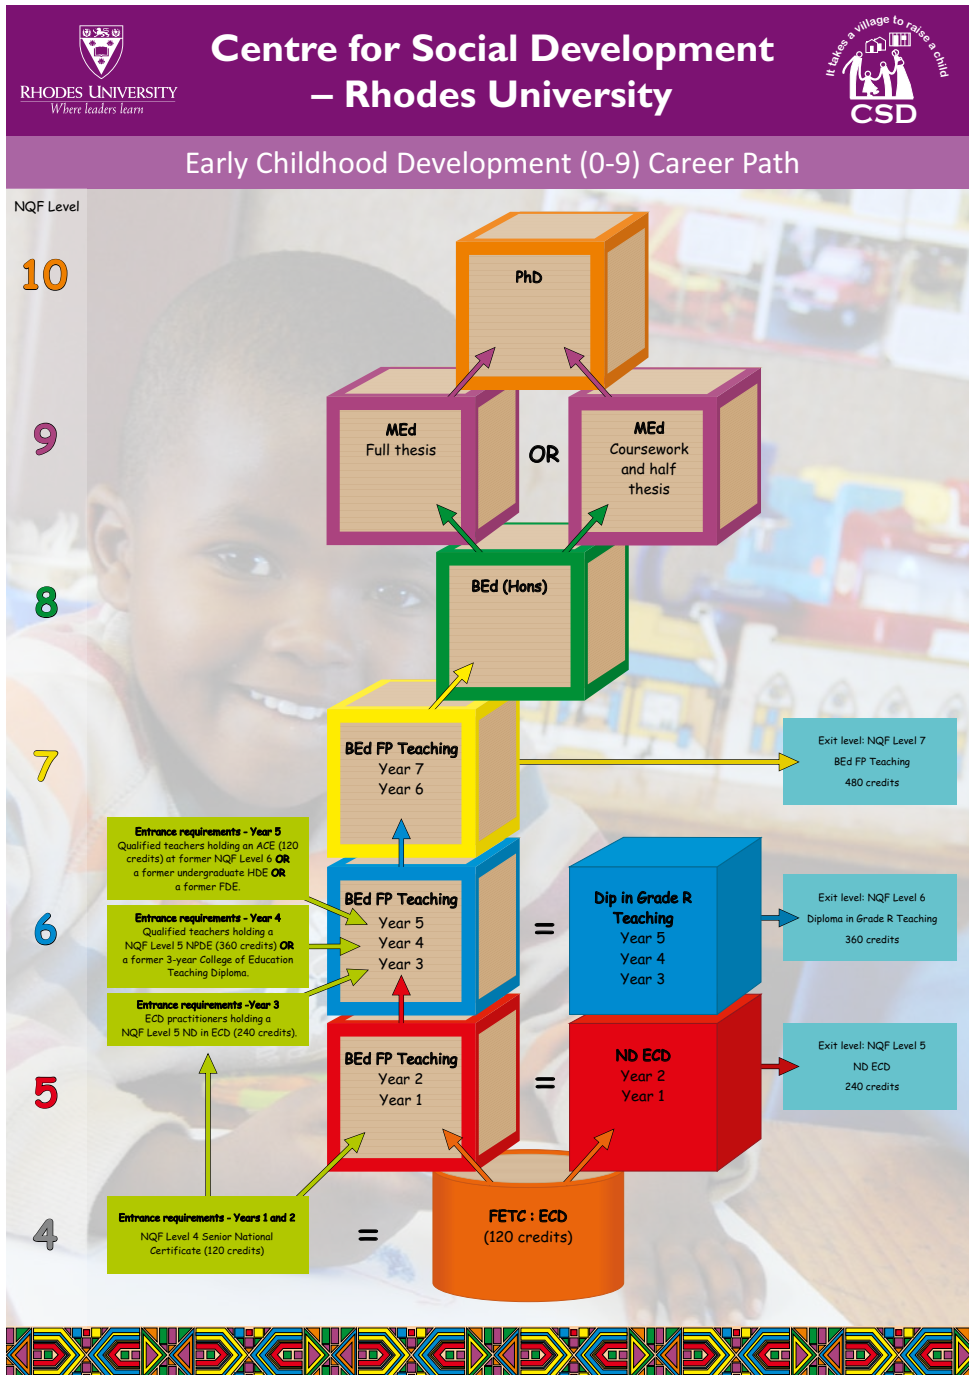 RHODES UNIVERSITY
Where leaders learn
Centre for Social Development
– Rhodes University
It takes a village to raise a child
CSD
Early Childhood Development (0-9) Career Path
NQF Level
10
PhD
9
MEd
Full thesis
OR
MEd
Coursework
and half
thesis
8
BEd (Hons)
7
BEd FP Teaching
Year 7
Year 6
Exit level: NQF Level 7
BEd FP Teaching
480 credits
Entrance requirements - Year 5
Qualified teachers holding an ACE (120
credits) at former NQF Level 6 OR
a former undergraduate HDE OR
a former FDE.
Entrance requirements - Year 4
Qualified teachers holding a
NQF Level 5 NPDE (360 credits) OR
a former 3-year College of Education
Teaching Diploma.
Entrance requirements -Year 3
ECD practitioners holding a
NQF Level 5 ND in ECD (240 credits).
6
BEd FP Teaching
Year 5
Year 4
Year 3
=
Dip in Grade R
Teaching
Year 5
Year 4
Year 3
Exit level: NQF Level 6
Diploma in Grade R Teaching
360 credits
5
BEd FP Teaching
Year 2
Year 1
=
ND ECD
Year 2
Year 1
Exit level: NQF Level 5
ND ECD
240 credits
4
Entrance requirements - Years 1 and 2
NQF Level 4 Senior National
Certificate (120 credits)
=
FETC : ECD
(120 credits)